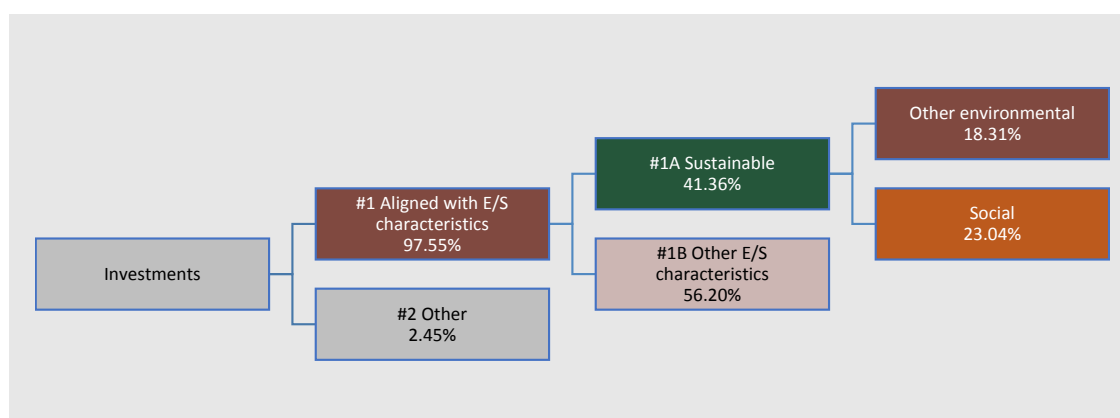 Investments
#1 Aligned with E/S
characteristics
97.55%
#2 Other
2.45%
#1A Sustainable
41.36%
#1B Other E/S
characteristics
56.20%
Other environmental
18.31%
Social
23.04%